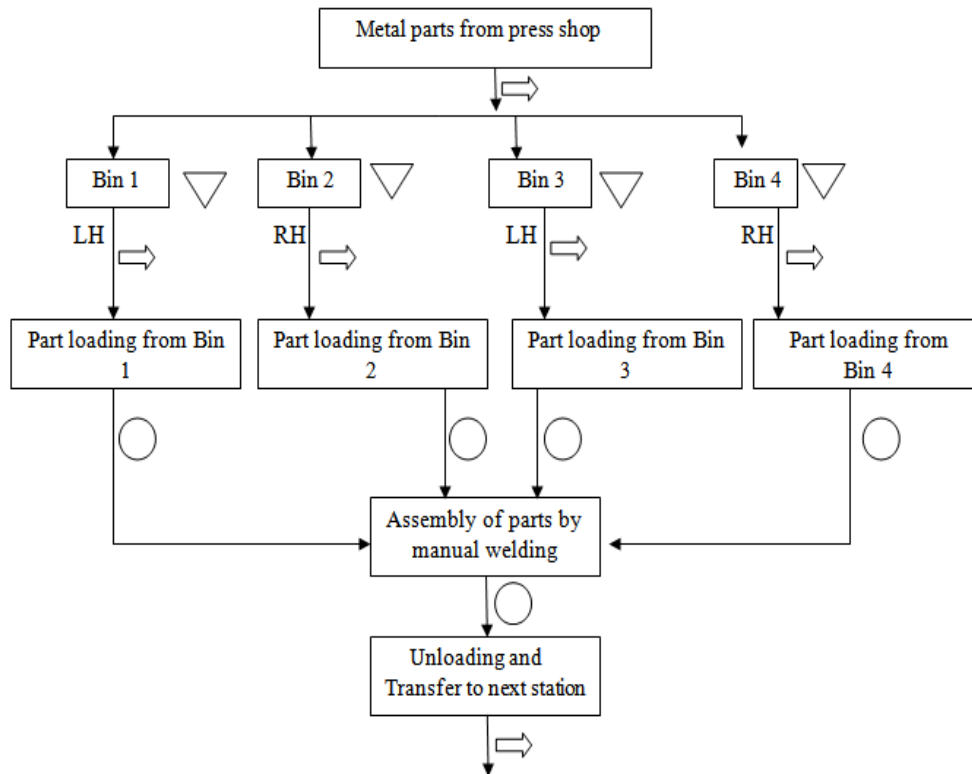 Metal parts from press shop
Bin 1
Bin 2
Bin 3
Bin 4
LH
RH
LH
RH
Part loading from Bin
1
Part loading from Bin
2
Part loading from Bin
3
Part loading from
Bin 4
Assembly of parts by
manual welding
Unloading and
Transfer to next station